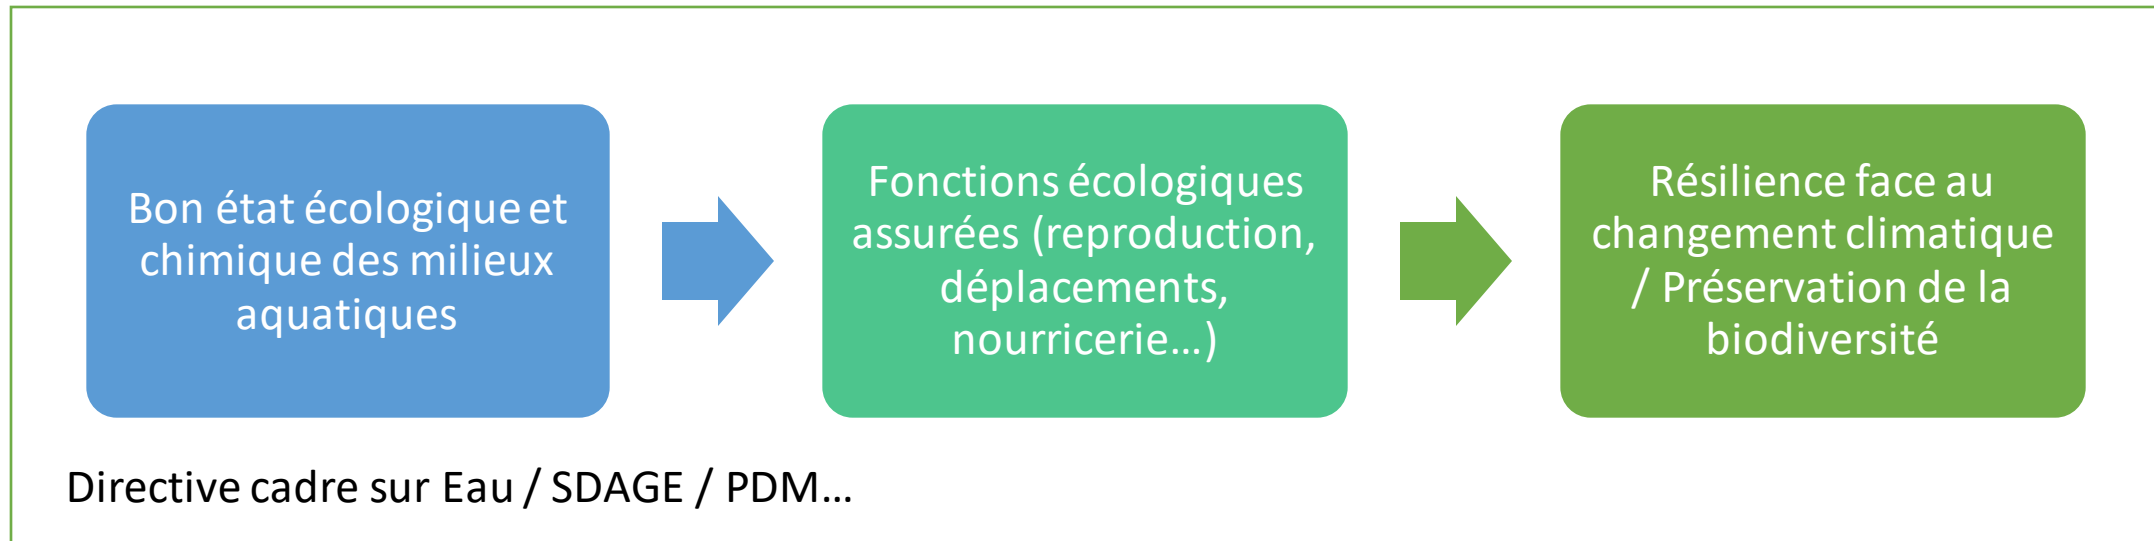 Bon état écologique et
chimique des milieux
aquatiques
Fonctions écologiques
assurées (reproduction,
déplacements,
nourricerie…)
Résilience face au
changement climatique
/ Préservation de la
biodiversité
Directive cadre sur Eau / SDAGE / PDM…